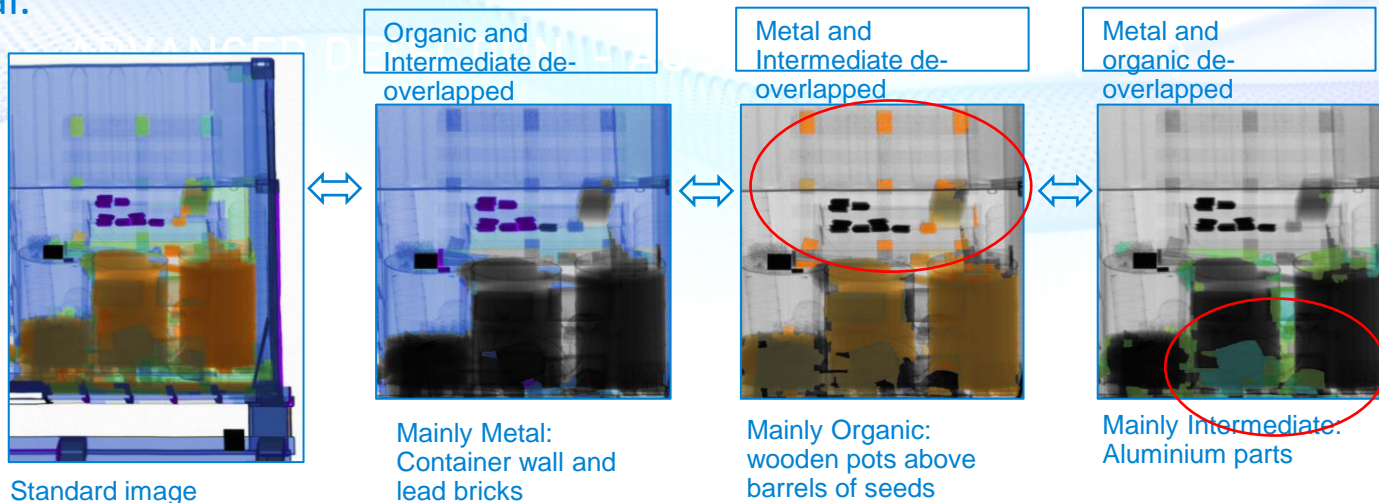 Organic and
Intermediate de-
overlapped
Metal and
Intermediate de-
overlapped
Metal and
organic de-
overlapped
Standard image
Mainly Metal:
Container wall and
lead bricks
Mainly Organic:
wooden pots above
barrels of seeds
Mainly Intermediate:
Aluminium parts